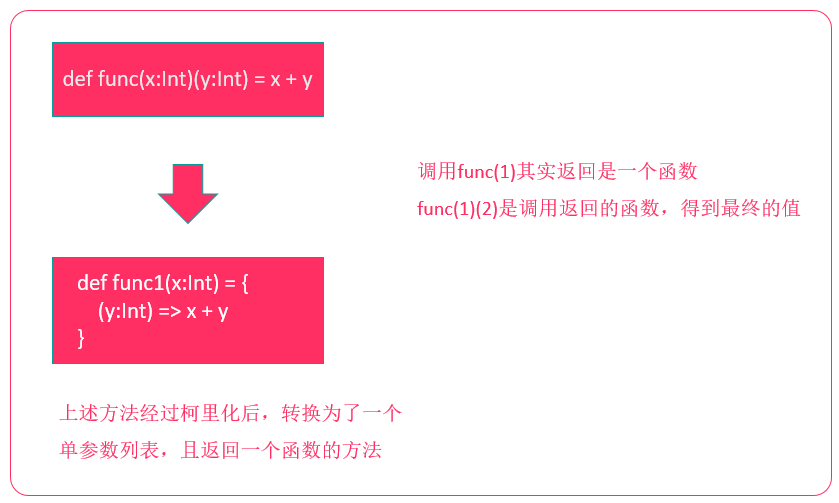 def func(x:Int)(y:Int) = x + y
调用func(1)其实返回是一个函数
func(1)(2)是调用返回的函数，得到最终的值
def func1(x:Int) = {
(y:Int) => x + y
}
上述方法经过柯里化后，转换为了一个
单参数列表，且返回一个函数的方法